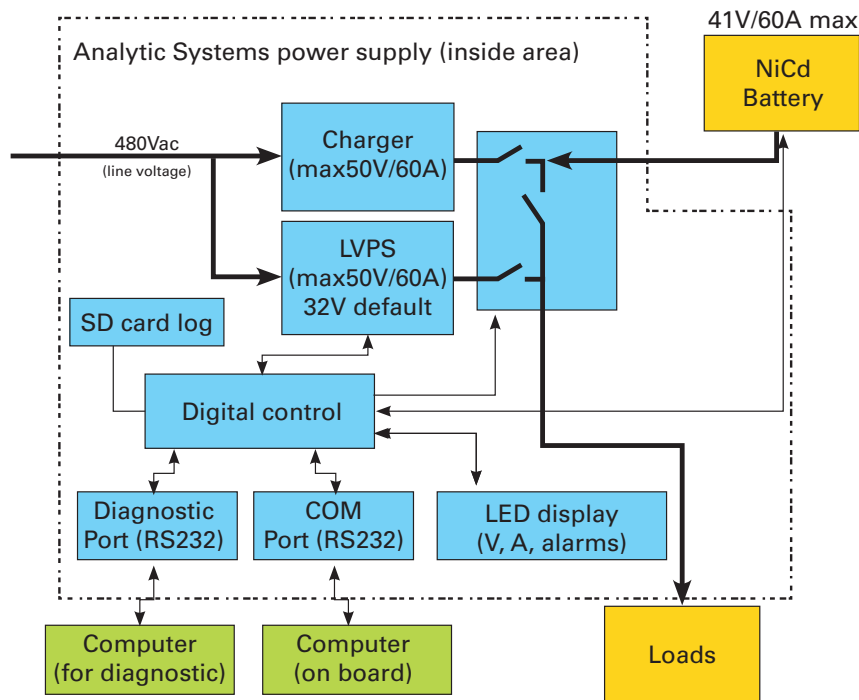 41V/60A max
Analytic Systems power supply (inside area)
NiCd
Battery
480Vac
(line voltage)
Charger
(max50V/60A)
LVPS
(max50V/60A)
32V default
SD card log
Digital control
Diagnostic
Port (RS232)
COM
Port (RS232)
LED display
(V, A, alarms)
Computer
(for diagnostic)
Computer
(on board)
Loads